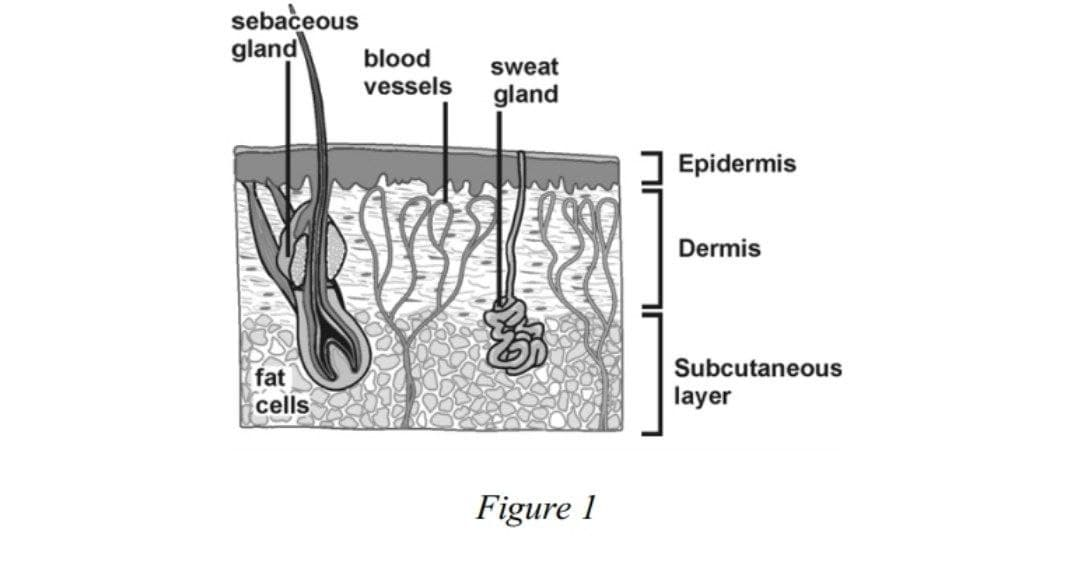 sebaceous
gland
blood
vessels
sweat
gland
Epidermis
Dermis
Subcutaneous
layer
fat
cells
Figure 1